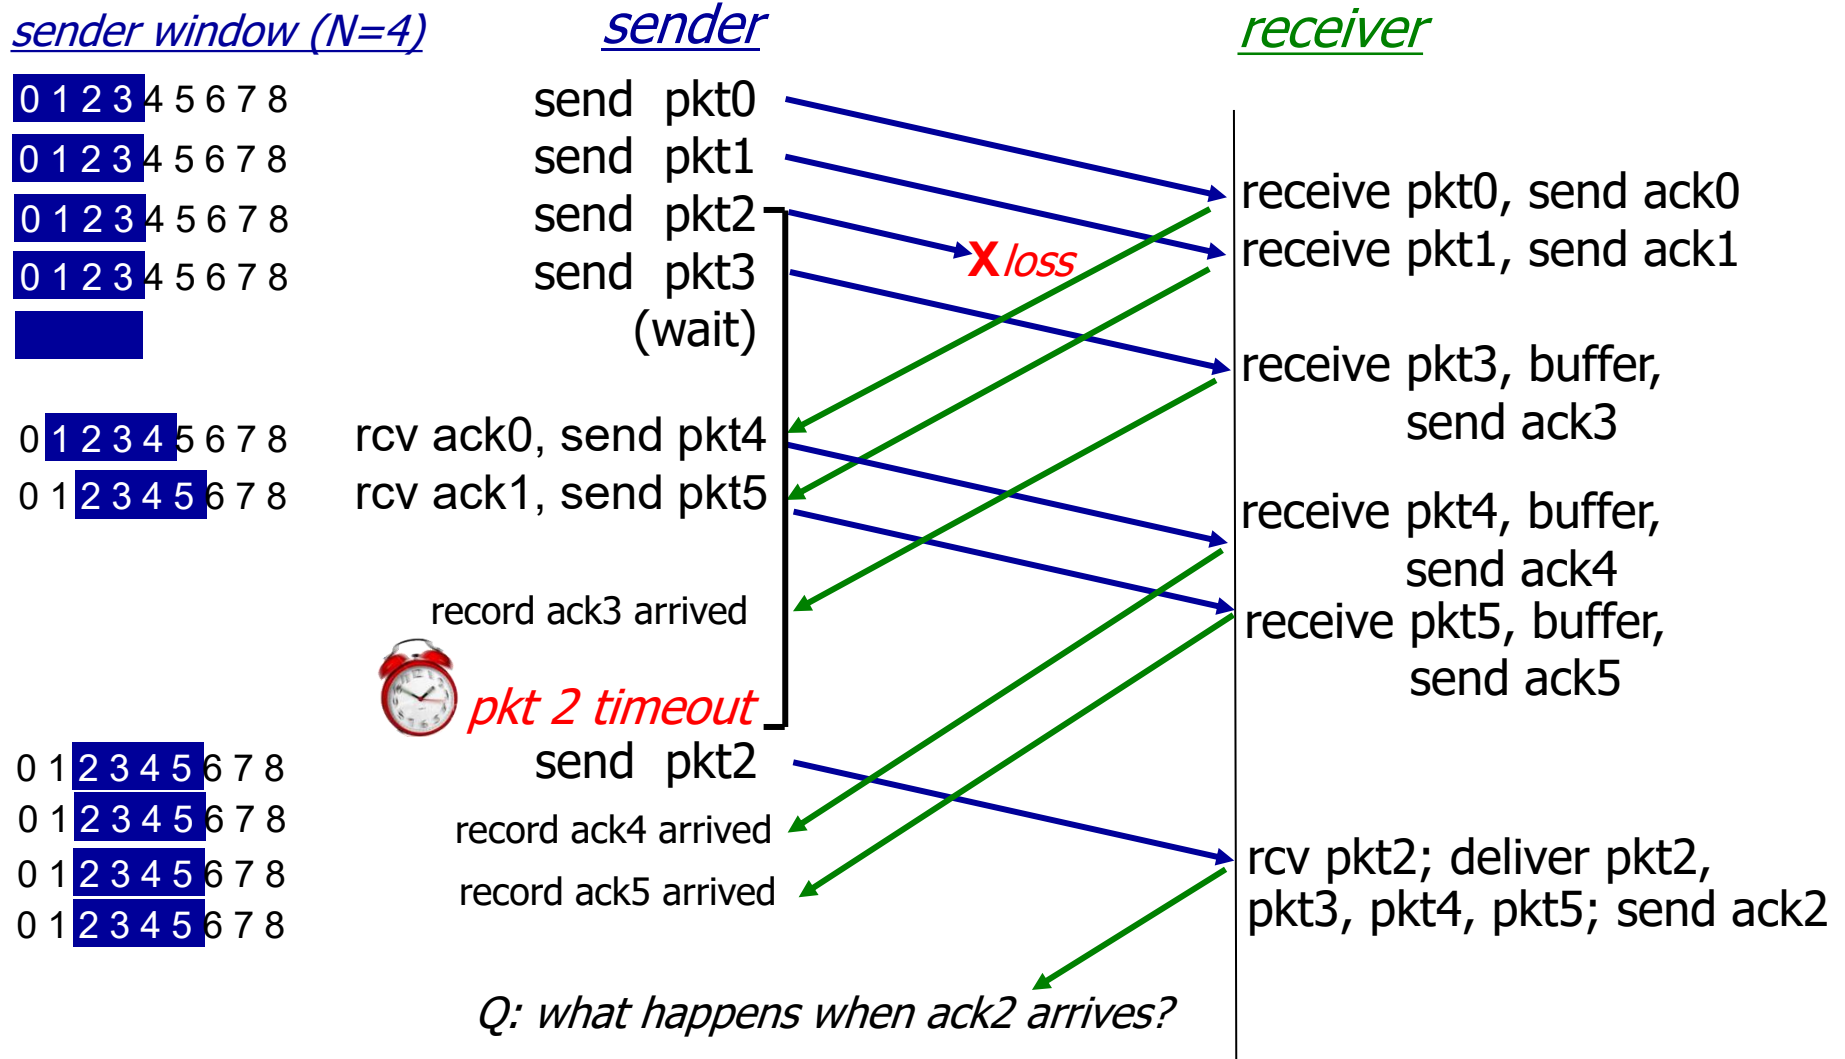 sender window (N=4) sender receiver
0 1 2 3 4 5 6 7 8 send pkt0
0 1 2 3 4 5 6 7 8 send pkt1
receive pkt0, send ack0
0 1 2 3 4 5 6 7 8 send pkt2
receive pkt1, send ack1
X loss
0 1 2 3 4 5 6 7 8 send pkt3
(wait)
receive pkt3, buffer,
send ack3
0 1 2 3 4 5 6 7 8 rcv ack0, send pkt4
0 1 2 3 4 5 6 7 8 rcv ack1, send pkt5
receive pkt4, buffer,
send ack4
record ack3 arrived
receive pkt5, buffer,
send ack5
pkt 2 timeout
0 1 2 3 4 5 6 7 8 send pkt2
0 1 2 3 4 5 6 7 8 record ack4 arrived
rcv pkt2; deliver pkt2,
0 1 2 3 4 5 6 7 8 record ack5 arrived
pkt3, pkt4, pkt5; send ack2
0 1 2 3 4 5 6 7 8
Q: what happens when ack2 arrives?